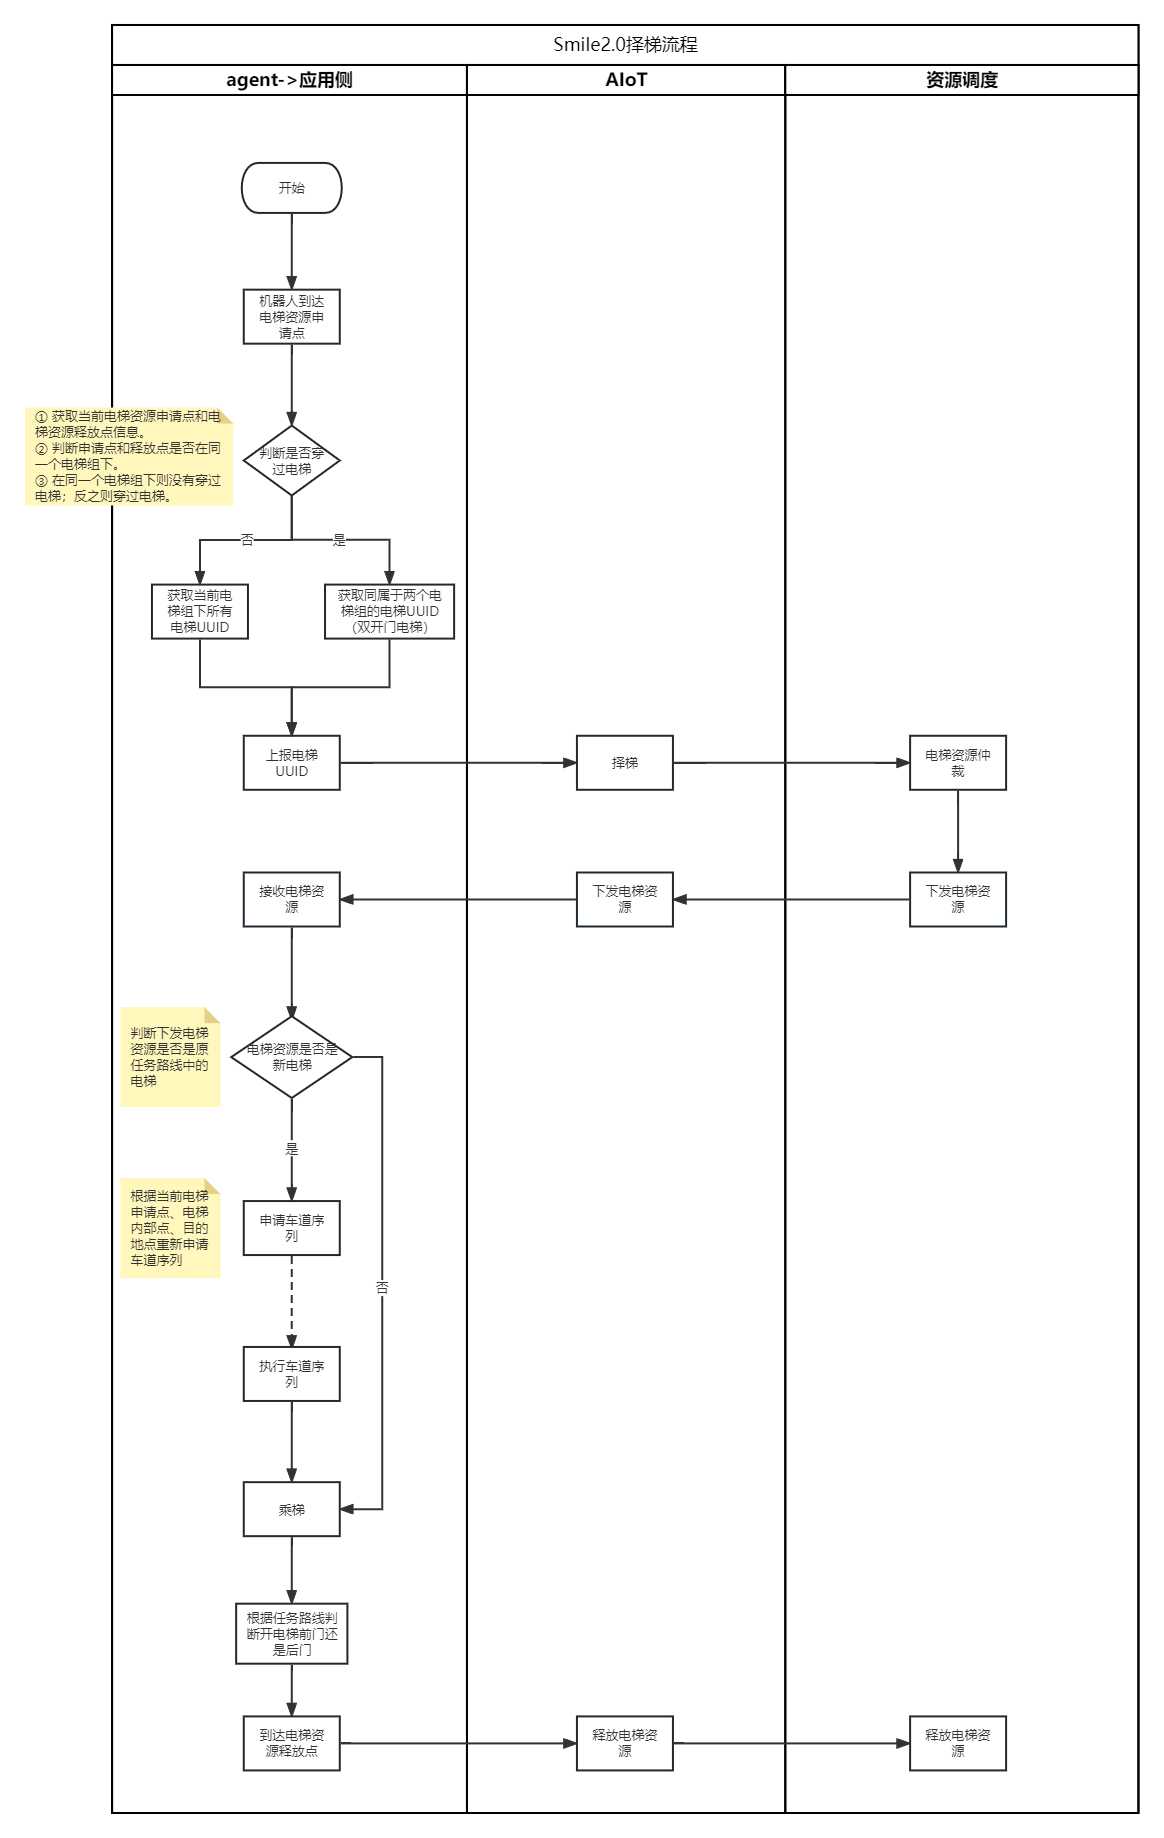 Smile2.0择梯流程
agent->应用侧
AIoT
资源调度
开始
机器人到达
电梯资源申
请点
① 获取当前电梯资源申请点和电
梯资源释放点信息。
② 判断申请点和释放点是否在同
一个电梯组下。
③ 在同一个电梯组下则没有穿过
电梯；反之则穿过电梯。
判断是否穿
过电梯
否
是
获取当前电
梯组下所有
电梯UUID
获取同属于两个电
梯组的电梯UUID
（双开门电梯）
上报电梯
UUID
择梯
电梯资源仲
裁
接收电梯资
源
下发电梯资
源
下发电梯资
源
判断下发电梯
资源是否是原
任务路线中的
电梯
电梯资源是否是
新电梯
是
根据当前电梯
申请点、电梯
内部点、目的
地点重新申请
车道序列
申请车道序
列
否
执行车道序
列
乘梯
根据任务路线判
断开电梯前门还
是后门
到达电梯资
源释放点
释放电梯资
源
释放电梯资
源